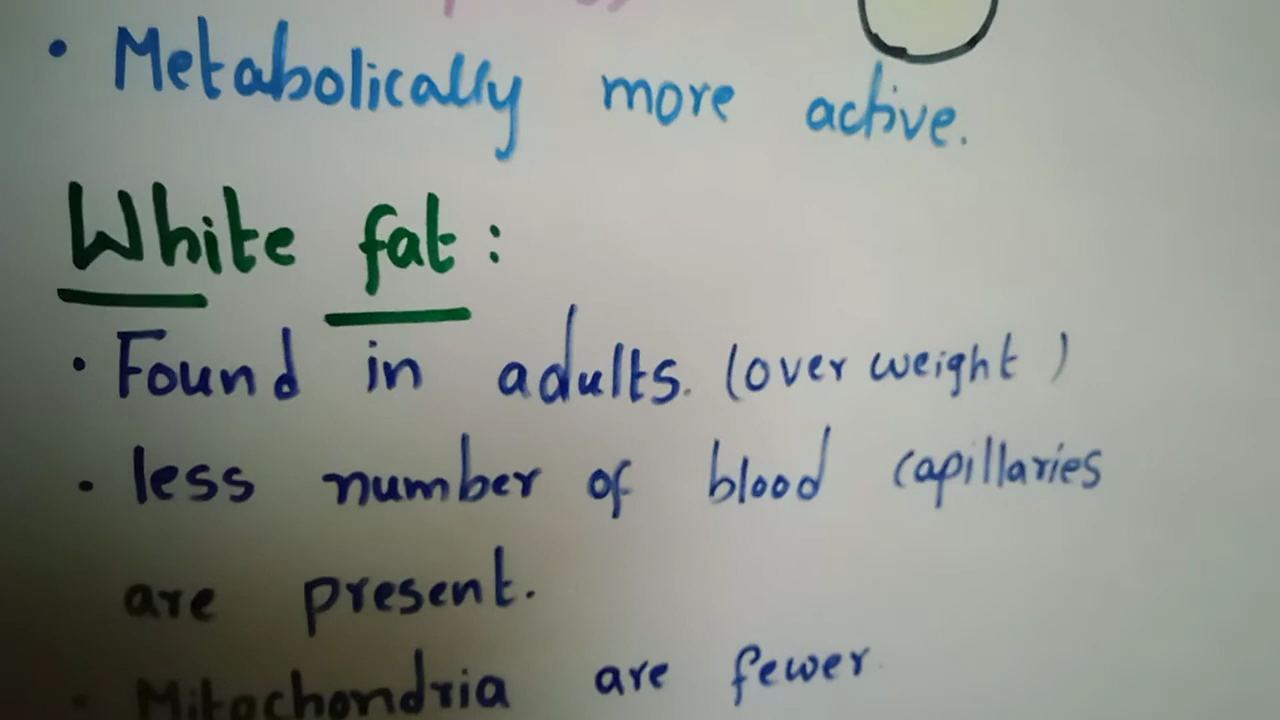 • Metabolically more active.
White fat :
• Found in adults. (over weight)
• less number of blood capillaries
are present.
• Mitochondria are fewer